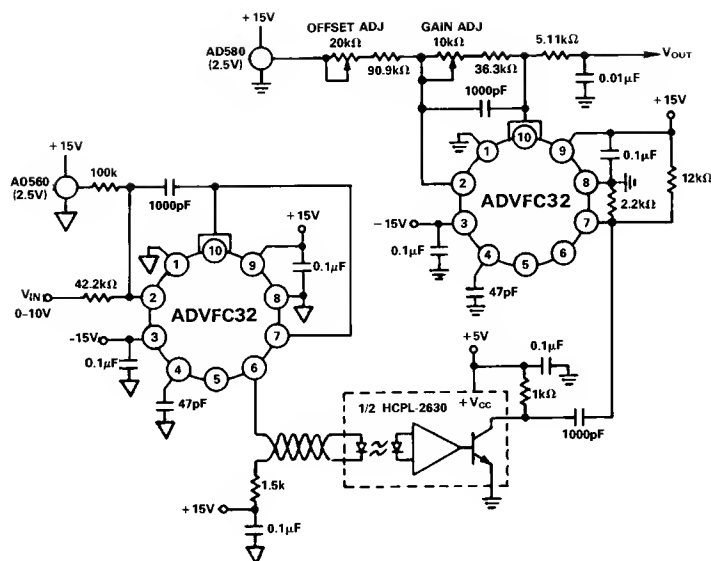 +15V
AD580
(2.5V)
OFFSET ADJ
20kΩ
90.9kΩ
GAIN ADJ
10kΩ
36.3kΩ
5.11kΩ
VOUT
0.01μF
1000pF
+15V
0.1μF
12kΩ
2.2kΩ
1
10
9
2
8
ADVFC32
3
7
4
5
6
-15V
0.1μF
47pF
+15V
AO560
(2.5V)
100k
1000pF
+15V
0.1μF
1
10
9
VIN
0–10V
42.2kΩ
2
8
ADVFC32
3
7
4
5
6
-15V
0.1μF
47pF
+5V
0.1μF
1kΩ
+VCC
1/2 HCPL-2630
1000pF
1.5k
+15V
0.1μF